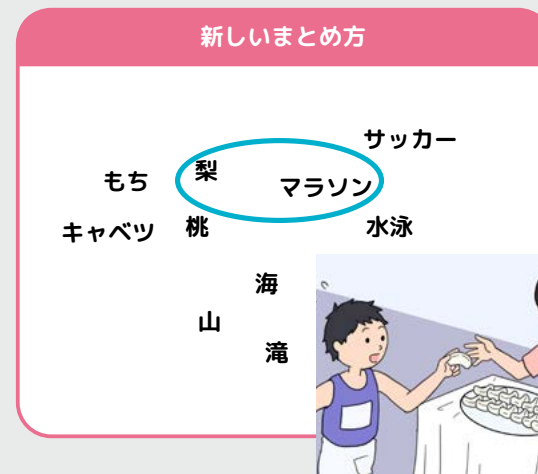 新しいまとめ方
サッカー
もち
梨
マラソン
キャベツ
桃
水泳
海
山
滝